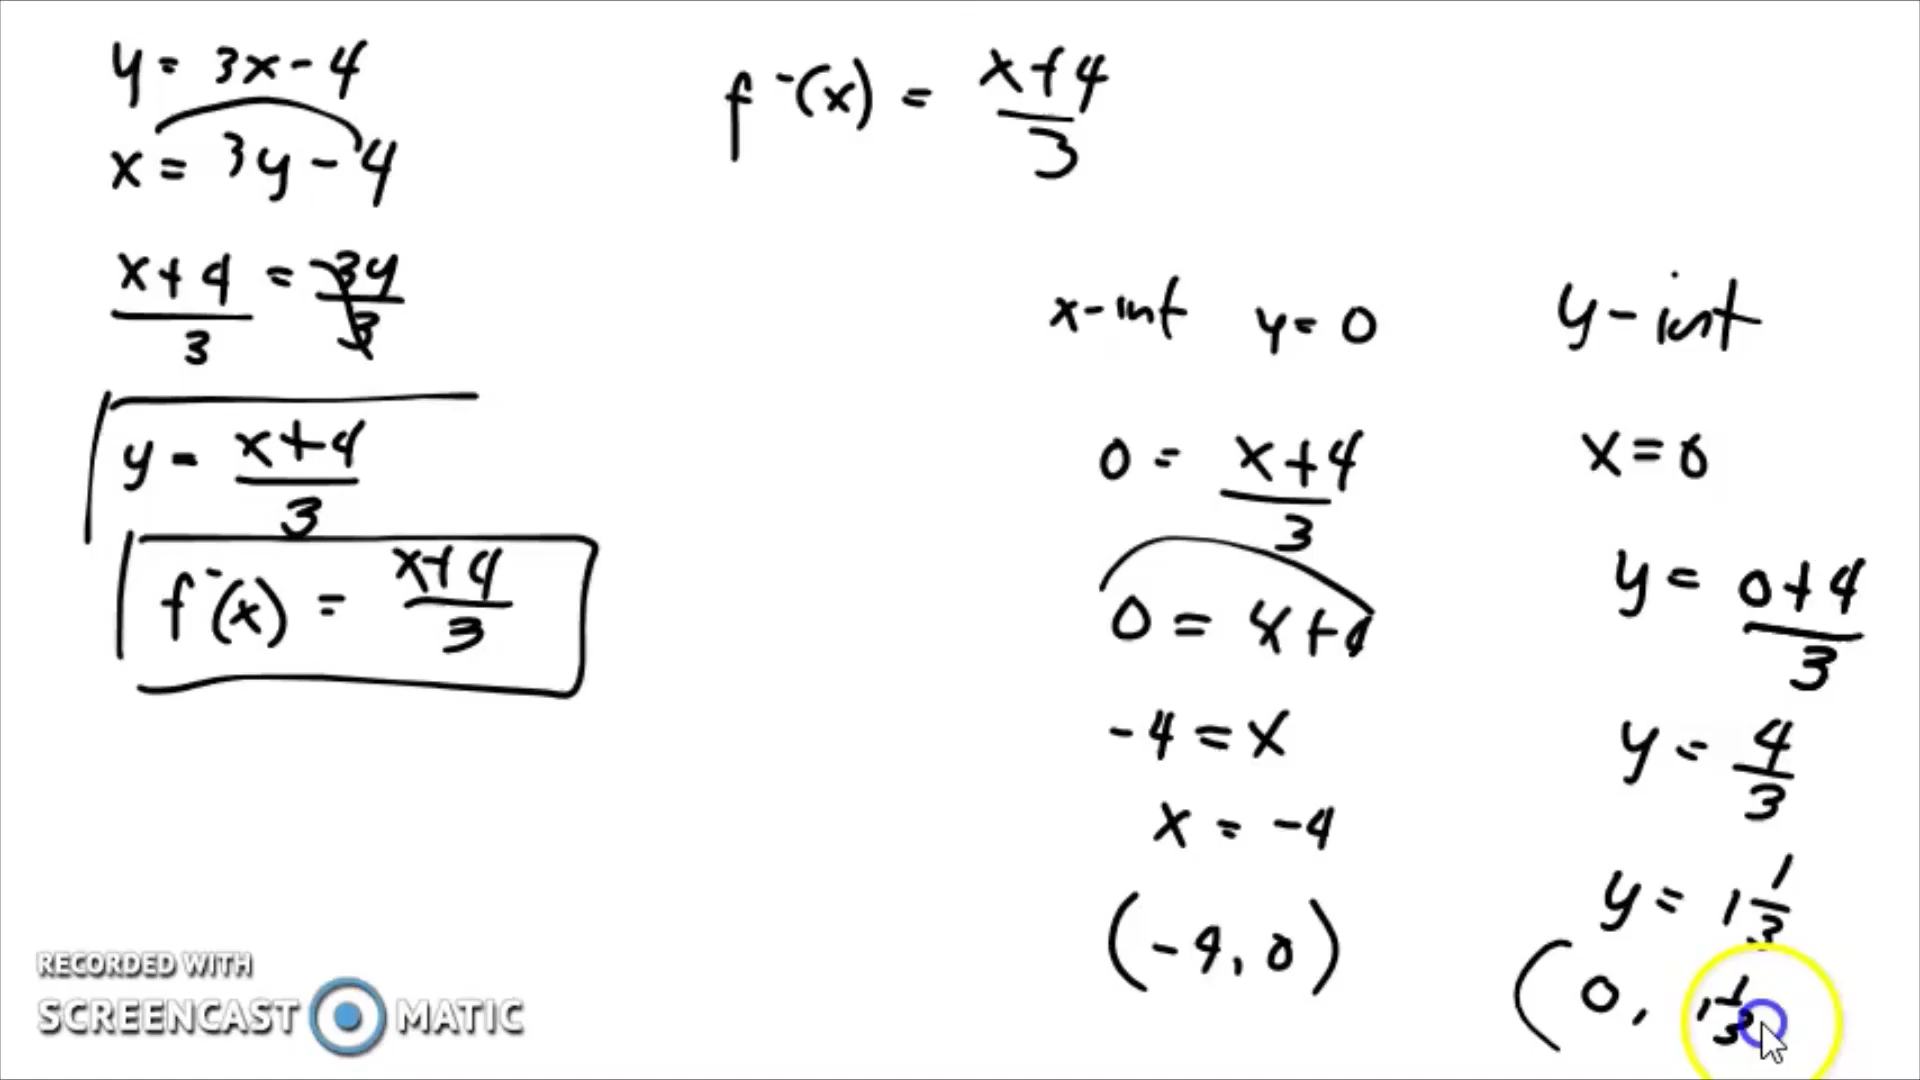 y = 3x - 4
x = 3y - 4
x + 4 = 3y
3 3
y = x + 4
3
f⁻(x) = x + 4
3
f⁻(x) = x + 4
3
x-int y = 0
0 = x + 4
3
0 = x + 4
-4 = x
x = -4
(-4, 0)
y-int
x = 0
y = 0 + 4
3
y = 4
3
y = 1 1/3
(0, 1 1/3
RECORDED WITH
SCREENCAST MATIC